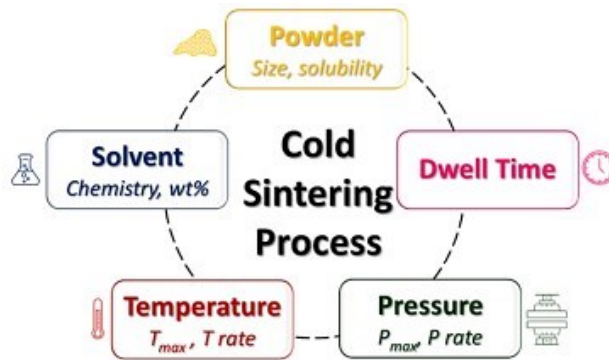 Powder
Size, solubility
Solvent
Chemistry, wt%
Cold
Sintering
Process
Dwell Time
Temperature
Tmax , T rate
Pressure
Pmax, P rate